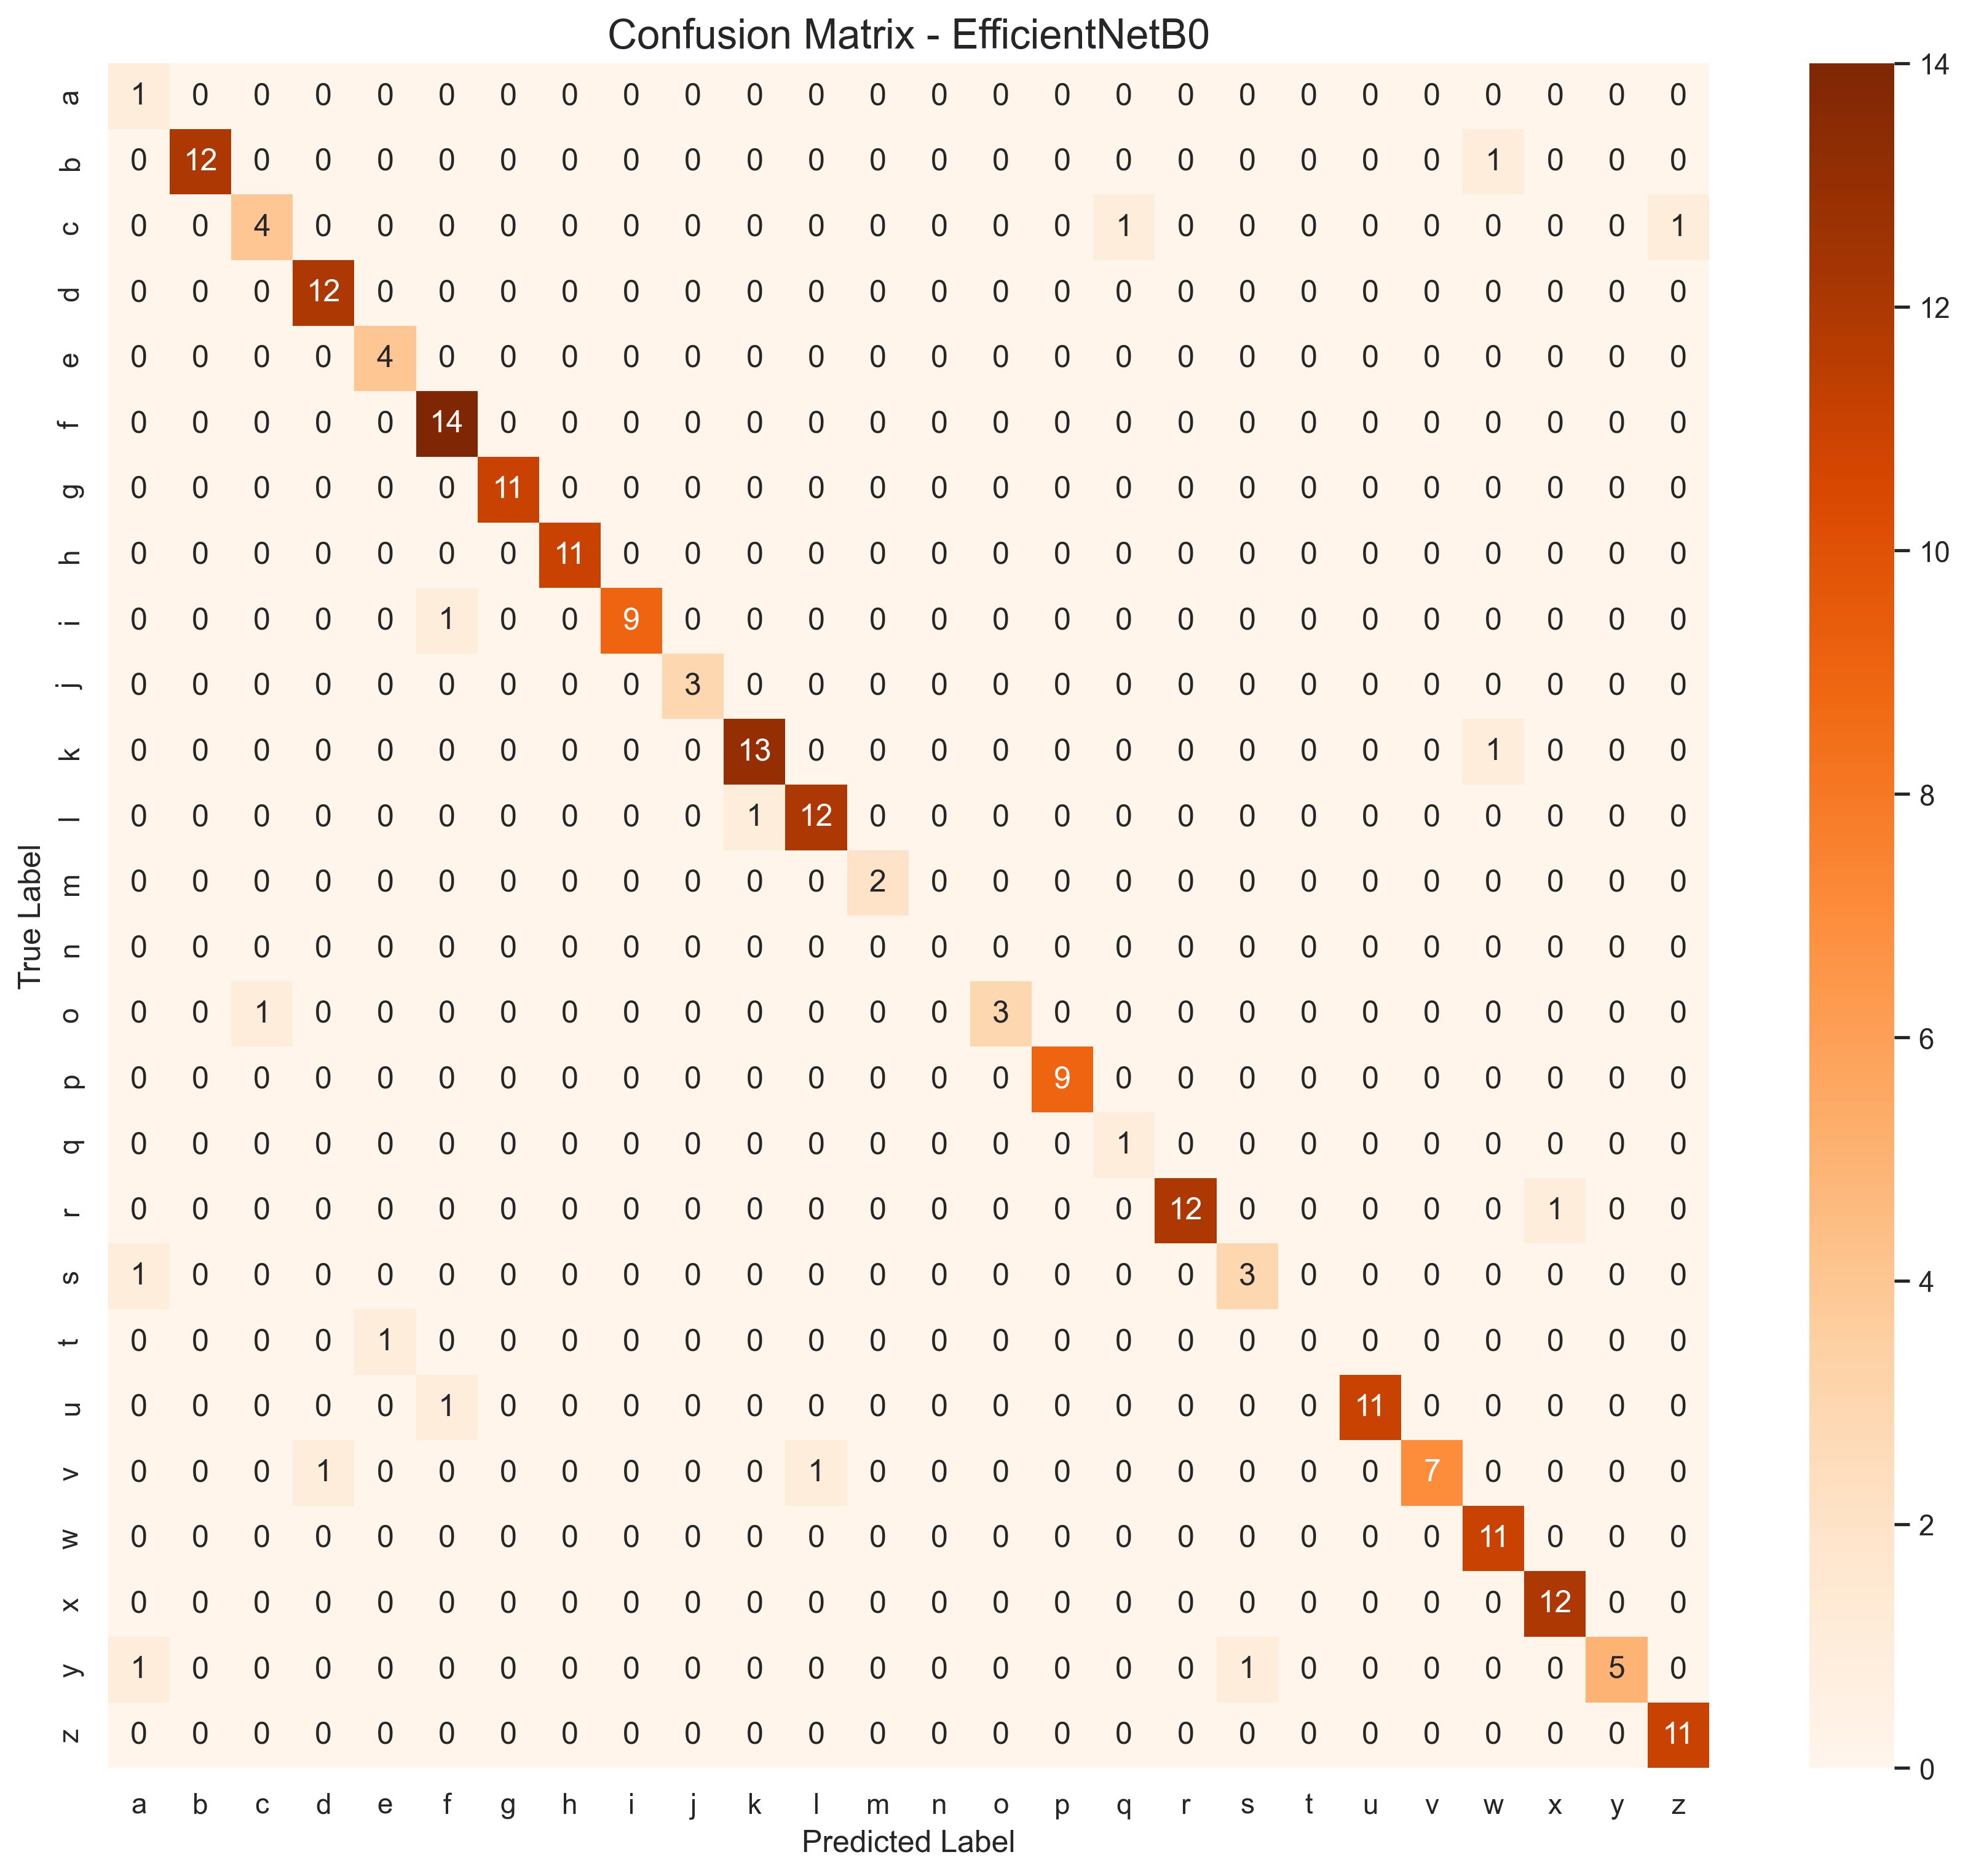 Confusion Matrix - EfficientNetB0
a 1 0 0 0 0 0 0 0 0 0 0 0 0 0 0 0 0 0 0 0 0 0 0 0 0 0
b 0 12 0 0 0 0 0 0 0 0 0 0 0 0 0 0 0 0 0 0 0 0 1 0 0 0
c 0 0 4 0 0 0 0 0 0 0 0 0 0 0 0 0 1 0 0 0 0 0 0 0 0 1
d 0 0 0 12 0 0 0 0 0 0 0 0 0 0 0 0 0 0 0 0 0 0 0 0 0 0
e 0 0 0 0 4 0 0 0 0 0 0 0 0 0 0 0 0 0 0 0 0 0 0 0 0 0
f 0 0 0 0 0 14 0 0 0 0 0 0 0 0 0 0 0 0 0 0 0 0 0 0 0 0
g 0 0 0 0 0 0 11 0 0 0 0 0 0 0 0 0 0 0 0 0 0 0 0 0 0 0
h 0 0 0 0 0 0 0 11 0 0 0 0 0 0 0 0 0 0 0 0 0 0 0 0 0 0
i 0 0 0 0 0 1 0 0 9 0 0 0 0 0 0 0 0 0 0 0 0 0 0 0 0 0
j 0 0 0 0 0 0 0 0 0 3 0 0 0 0 0 0 0 0 0 0 0 0 0 0 0 0
k 0 0 0 0 0 0 0 0 0 0 13 0 0 0 0 0 0 0 0 0 0 0 1 0 0 0
l 0 0 0 0 0 0 0 0 0 0 1 12 0 0 0 0 0 0 0 0 0 0 0 0 0 0
m 0 0 0 0 0 0 0 0 0 0 0 0 2 0 0 0 0 0 0 0 0 0 0 0 0 0
n 0 0 0 0 0 0 0 0 0 0 0 0 0 0 0 0 0 0 0 0 0 0 0 0 0 0
o 0 0 1 0 0 0 0 0 0 0 0 0 0 0 3 0 0 0 0 0 0 0 0 0 0 0
p 0 0 0 0 0 0 0 0 0 0 0 0 0 0 0 9 0 0 0 0 0 0 0 0 0 0
q 0 0 0 0 0 0 0 0 0 0 0 0 0 0 0 0 1 0 0 0 0 0 0 0 0 0
r 0 0 0 0 0 0 0 0 0 0 0 0 0 0 0 0 0 12 0 0 0 0 0 1 0 0
s 1 0 0 0 0 0 0 0 0 0 0 0 0 0 0 0 0 0 3 0 0 0 0 0 0 0
t 0 0 0 0 1 0 0 0 0 0 0 0 0 0 0 0 0 0 0 0 0 0 0 0 0 0
u 0 0 0 0 0 1 0 0 0 0 0 0 0 0 0 0 0 0 0 0 11 0 0 0 0 0
v 0 0 0 1 0 0 0 0 0 0 0 1 0 0 0 0 0 0 0 0 0 7 0 0 0 0
w 0 0 0 0 0 0 0 0 0 0 0 0 0 0 0 0 0 0 0 0 0 0 11 0 0 0
x 0 0 0 0 0 0 0 0 0 0 0 0 0 0 0 0 0 0 0 0 0 0 0 12 0 0
y 1 0 0 0 0 0 0 0 0 0 0 0 0 0 0 0 0 0 1 0 0 0 0 0 5 0
z 0 0 0 0 0 0 0 0 0 0 0 0 0 0 0 0 0 0 0 0 0 0 0 0 0 11
a b c d e f g h i j k l m n o p q r s t u v w x y z
Predicted Label
True Label
14
12
10
8
6
4
2
0